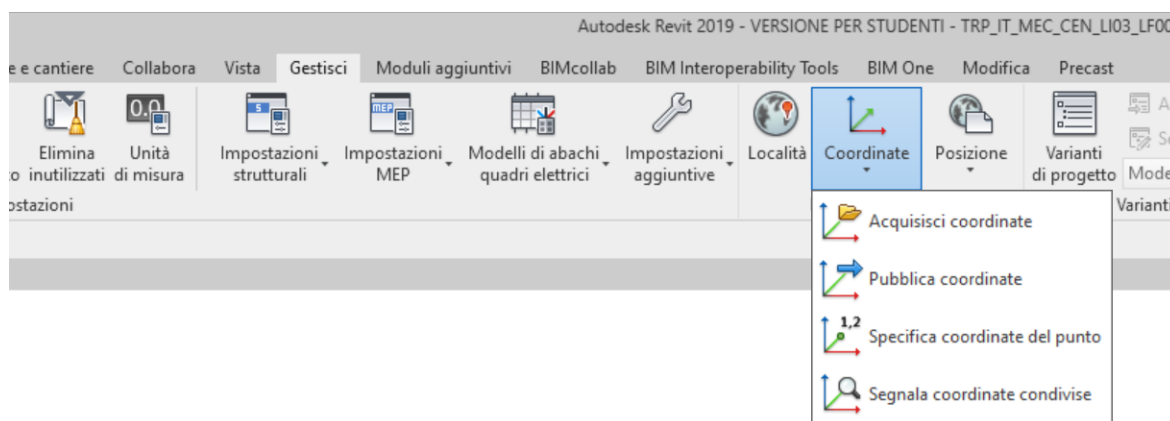 Autodesk Revit 2019 - VERSIONE PER STUDENTI - TRP_IT_MEC_CEN_LI03_LF00
e e cantiere Collabora Vista Gestisci Moduli aggiuntivi BIMcollab BIM Interoperability Tools BIM One Modifica Precast
0.0 S MEP A
Elimina Unità Impostazioni Impostazioni Modelli di abachi Impostazioni Località Coordinate Posizione Varianti S
o inutilizzati di misura strutturali MEP quadri elettrici aggiuntive di progetto Mode
ostazioni Varianti
Acquisisci coordinate
Pubblica coordinate
1,2
Specifica coordinate del punto
Segnala coordinate condivise